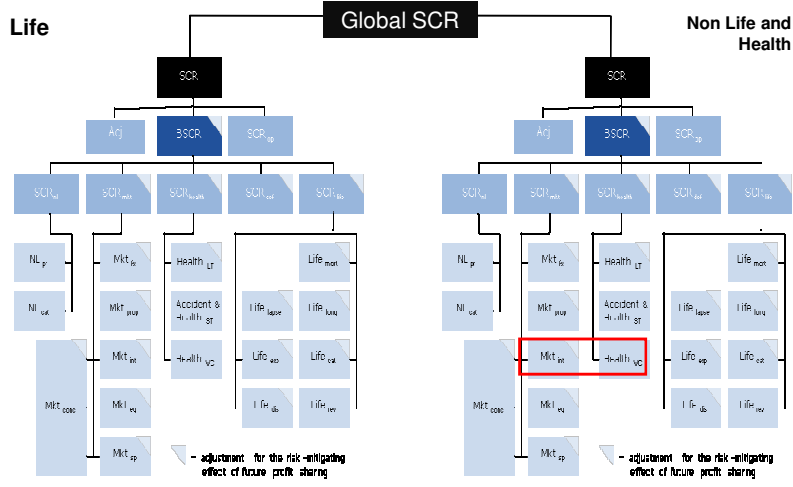 Life
Global SCR
Non Life and
Health
SCR
SCR
Adj
BSCR
SCR op
Adj
BSCR
SCR op
SCR nl
SCR mkt
SCR Health
SCR def
SCR life
SCR nl
SCR mkt
SCR Health
SCR def
SCR life
NL pr
Mkt fx
Health LT
Life mort
NL pr
Mkt fx
Health LT
Life mort
NL cat
Mkt prop
Accident &
Health ST
Life lapse
Life long
NL cat
Mkt prop
Accident &
Health ST
Life lapse
Life long
Mkt int
Health WC
Life exp
Life cat
Mkt int
Health WC
Life exp
Life cat
Mkt conc
Mkt eq
Life dis
Life rev
Mkt conc
Mkt eq
Life dis
Life rev
Mkt sp
Mkt sp
= adjustment for the risk-mitigating
effect of future profit sharing
= adjustment for the risk-mitigating
effect of future profit sharing